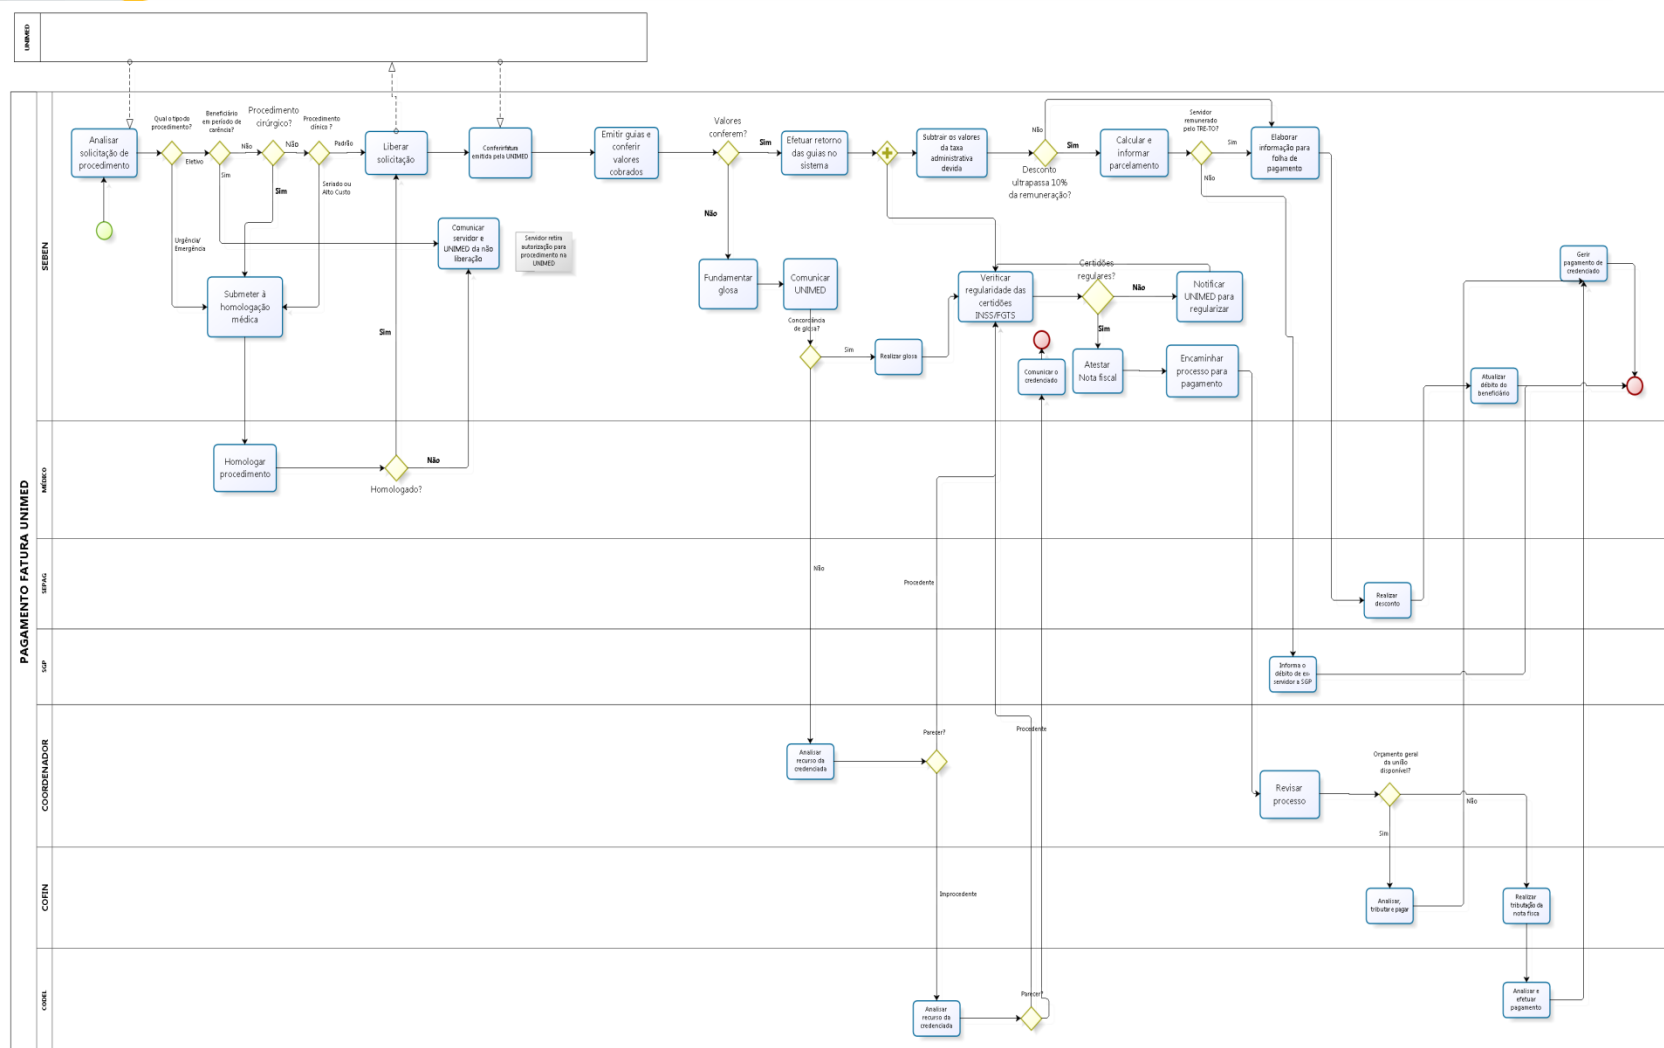 UNIMED
PAGAMENTO FATURA UNIMED
SEBEN
MÉDICO
SEPAG
SGP
COORDENADOR
COFIN
CODEL
Analisar
solicitação de
procedimento
Qual o tipo do
procedimento?
Eletivo
Urgência/
Emergência
Beneficiário
em período de
carência?
Não
Sim
Procedimento
cirúrgico?
Não
Sim
Procedimento
clínico ?
Padrão
Seriado ou
Alto Custo
Liberar
solicitação
Conferir fatura
emitida pela UNIMED
Emitir guias e
conferir
valores
cobrados
Valores
conferem?
Sim
Não
Efetuar retorno
das guias no
sistema
Subtrair os valores
da taxa
administrativa
devida
Não
Sim
Desconto
ultrapassa 10%
da remuneração?
Calcular e
informar
parcelamento
Servidor
remunerado
pelo TRE-TO?
Sim
Não
Elaborar
informação para
folha de
pagamento
Submeter à
homologação
médica
Comunicar
servidor e
UNIMED da não
liberação
Servidor retira
autorização para
procedimento na
UNIMED
Sim
Fundamentar
glosa
Comunicar
UNIMED
Concordância
de glosa?
Sim
Não
Realizar glosa
Verificar
regularidade das
certidões
INSS/FGTS
Certidões
regulares?
Não
Sim
Notificar
UNIMED para
regularizar
Comunicar o
credenciado
Atestar
Nota fiscal
Encaminhar
processo para
pagamento
Gerir
pagamento de
credenciado
Atualizar
débito do
beneficiário
Homologar
procedimento
Não
Homologado?
Procedente
Realizar
desconto
Informa o
débito de ex-
servidor a SGP
Analisar
recurso da
credenciada
Parecer?
Procedente
Improcedente
Revisar
processo
Orçamento geral
da união
disponível?
Não
Sim
Analisar,
tributar e pagar
Realizar
tributação da
nota fisca
Analisar
recurso da
credenciada
Parecer?
Analisar e
efetuar
pagamento